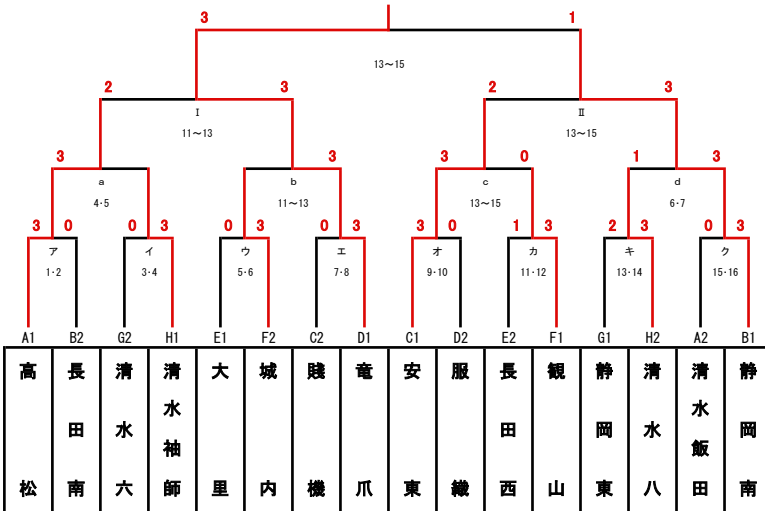 3 1
13～15
2 3 2 3
Ⅰ Ⅱ
11～13 13～15
3 3 3 0 1 3
a b c d
4・5 11～13 13～15 6・7
3 0 0 3 0 3 0 3 3 0 1 3 2 3 0 3
ア イ ウ エ オ カ キ ク
1・2 3・4 5・6 7・8 9・10 11・12 13・14 15・16
A1 B2 G2 H1 E1 F2 C2 D1 C1 D2 E2 F1 G1 H2 A2 B1
高松
長田南
清水六
清水袖師
大里
城内
賤機
竜爪
安東
服織
長田西
観山
静岡東
清水八
清水飯田
静岡南